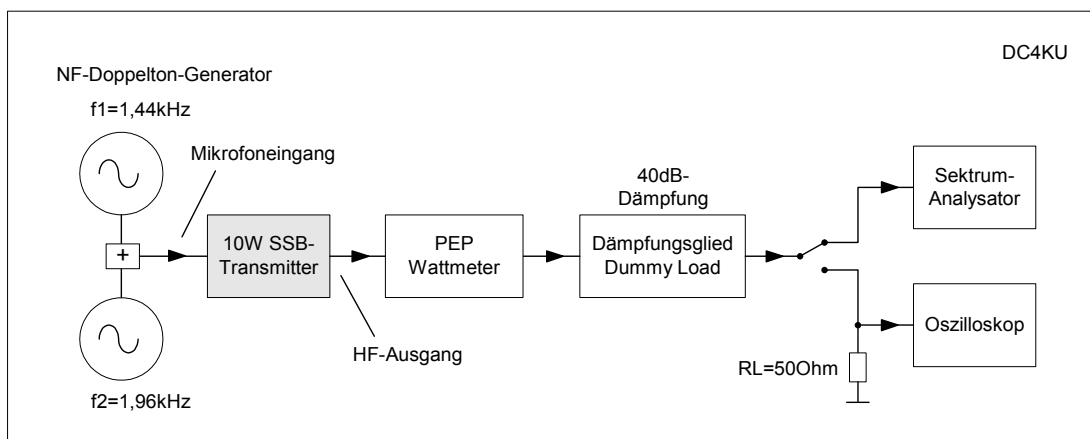 DC4KU
NF-Doppelton-Generator
f1=1,44kHz
Mikrofoneingang
+
10W SSB-
Transmitter
HF-Ausgang
f2=1,96kHz
PEP
Wattmeter
40dB-
Dämpfung
Dämpfungsglied
Dummy Load
Sektrum-
Analysator
Oszilloskop
RL=50Ohm